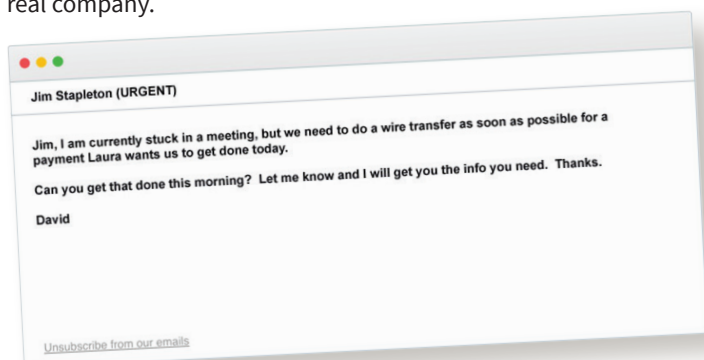 real company.
Jim Stapleton (URGENT)
Jim, I am currently stuck in a meeting, but we need to do a wire transfer as soon as possible for a
payment Laura wants us to get done today.
Can you get that done this morning?  Let me know and I will get you the info you need.  Thanks.
David
Unsubscribe from our emails